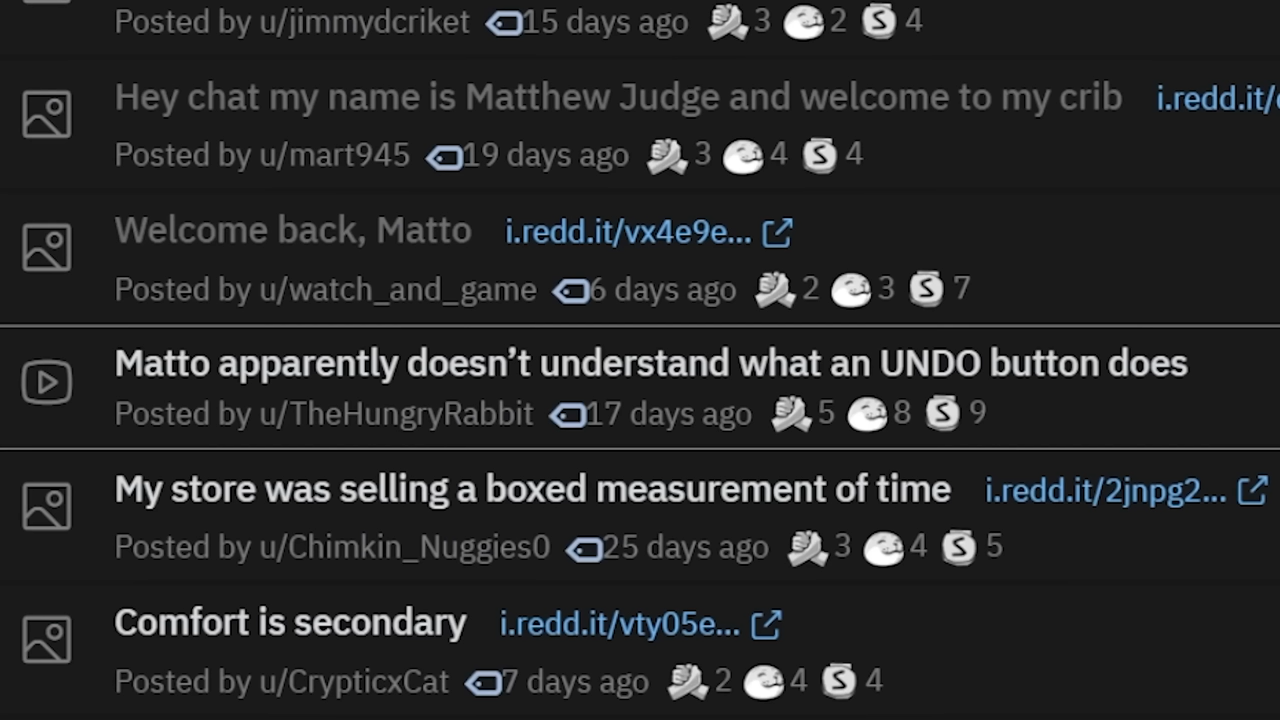 Posted by u/jimmydcriket 15 days ago 3 2 4
Hey chat my name is Matthew Judge and welcome to my crib i.redd.it/
Posted by u/mart945 19 days ago 3 4 4
Welcome back, Matto i.redd.it/vx4e9e...
Posted by u/watch_and_game 6 days ago 2 3 7
Matto apparently doesn’t understand what an UNDO button does
Posted by u/TheHungryRabbit 17 days ago 5 8 9
My store was selling a boxed measurement of time i.redd.it/2jnpg2...
Posted by u/Chimkin_Nuggies0 25 days ago 3 4 5
Comfort is secondary i.redd.it/vty05e...
Posted by u/CrypticxCat 7 days ago 2 4 4